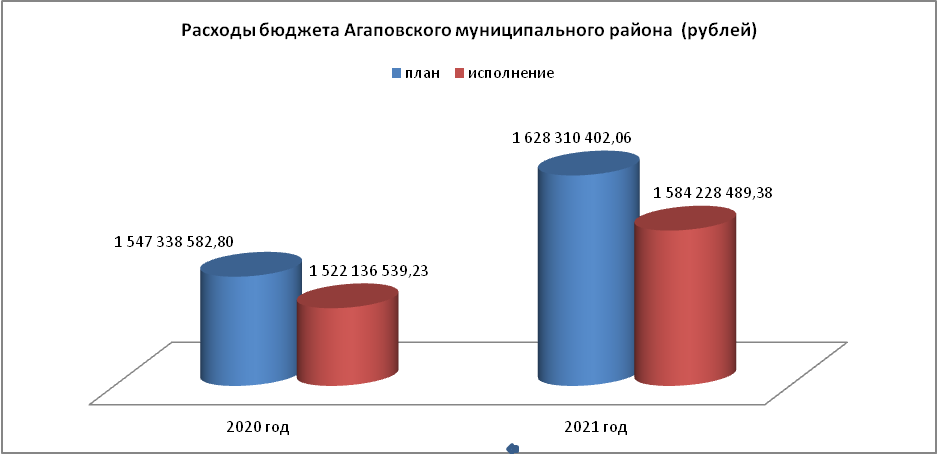 Расходы бюджета Агаповского муниципального района (рублей)
план исполнение
1 628 310 402,06
1 584 228 489,38
1 547 338 582,80
1 522 136 539,23
2020 год 2021 год